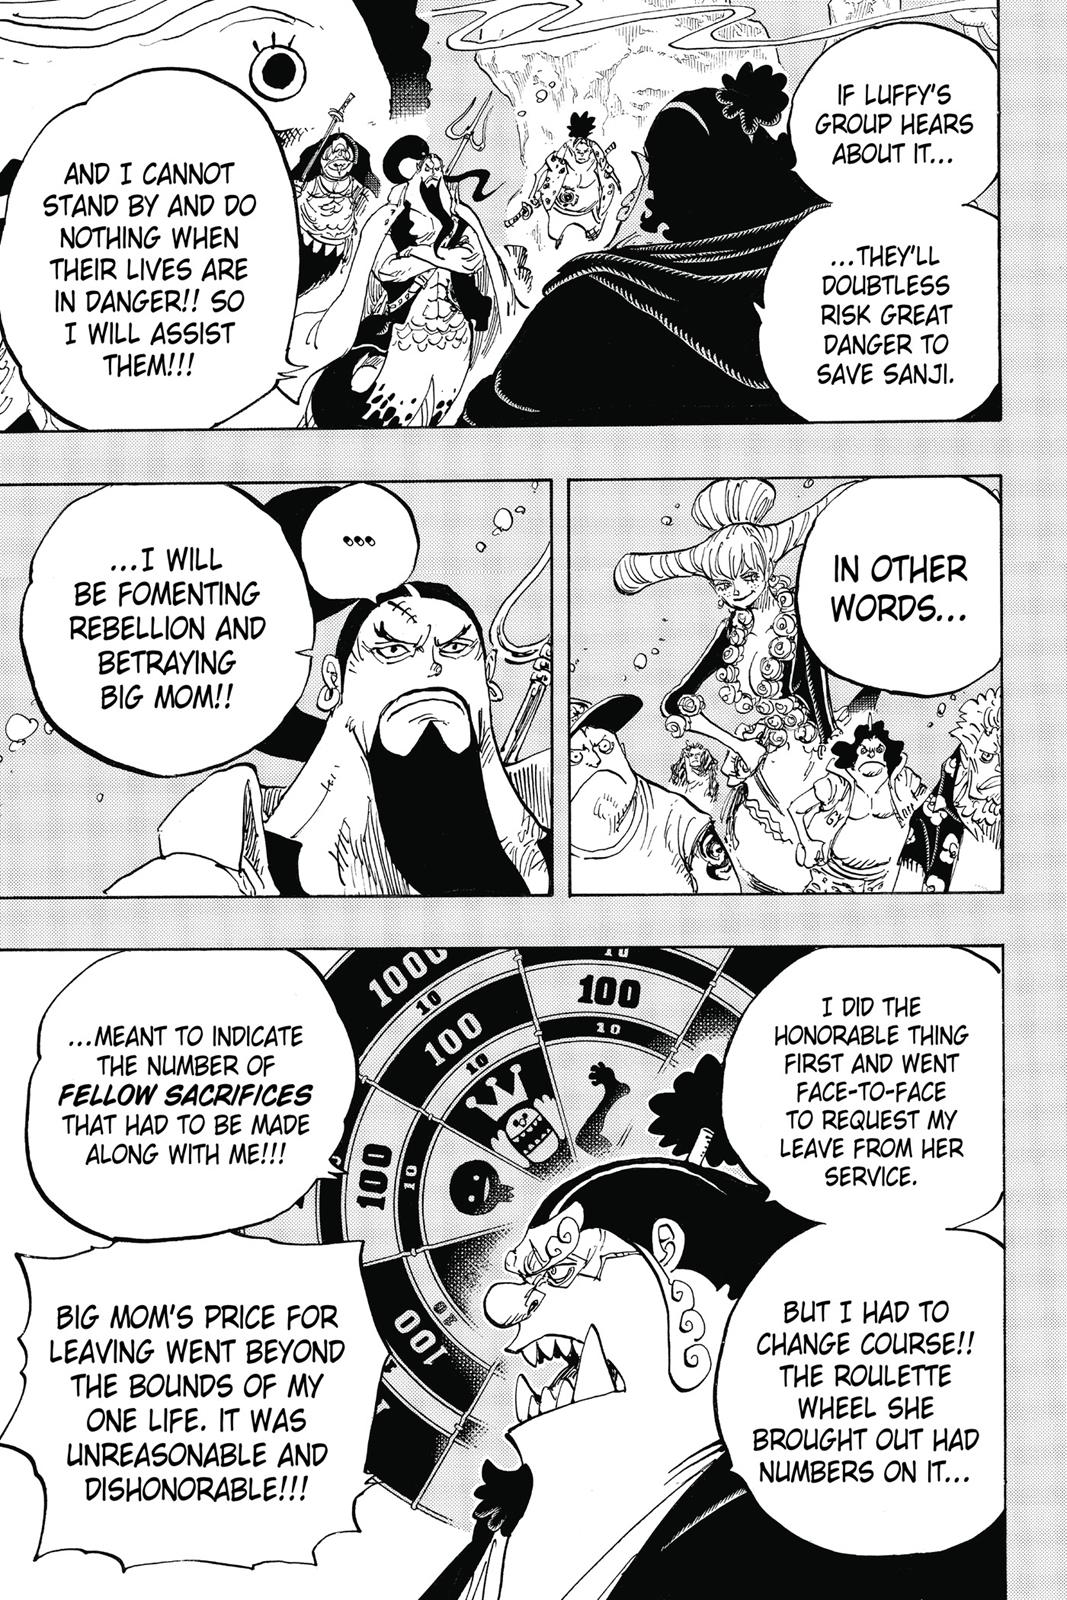 IF LUFFY'S
GROUP HEARS
ABOUT IT...
...THEY'LL
DOUBTLESS
RISK GREAT
DANGER TO
SAVE SANJI.
AND I CANNOT
STAND BY AND DO
NOTHING WHEN
THEIR LIVES ARE
IN DANGER!! SO
I WILL ASSIST
THEM!!!
IN OTHER
WORDS...
...
...I WILL
BE FOMENTING
REBELLION AND
BETRAYING
BIG MOM!!
I DID THE
HONORABLE THING
FIRST AND WENT
FACE-TO-FACE
TO REQUEST MY
LEAVE FROM HER
SERVICE.
BUT I HAD TO
CHANGE COURSE!!
THE ROULETTE
WHEEL SHE
BROUGHT OUT HAD
NUMBERS ON IT...
1000
10
100
10
10
100
10
100
10
100
10
...MEANT TO INDICATE
THE NUMBER OF
FELLOW SACRIFICES
THAT HAD TO BE MADE
ALONG WITH ME!!!
BIG MOM'S PRICE FOR
LEAVING WENT BEYOND
THE BOUNDS OF MY
ONE LIFE. IT WAS
UNREASONABLE AND
DISHONORABLE!!!